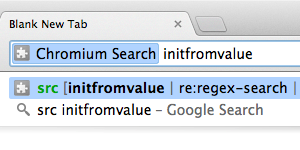 Blank New Tab
Chromium Search initfromvalue
src [initfromvalue | re:regex-search |
src initfromvalue – Google Search